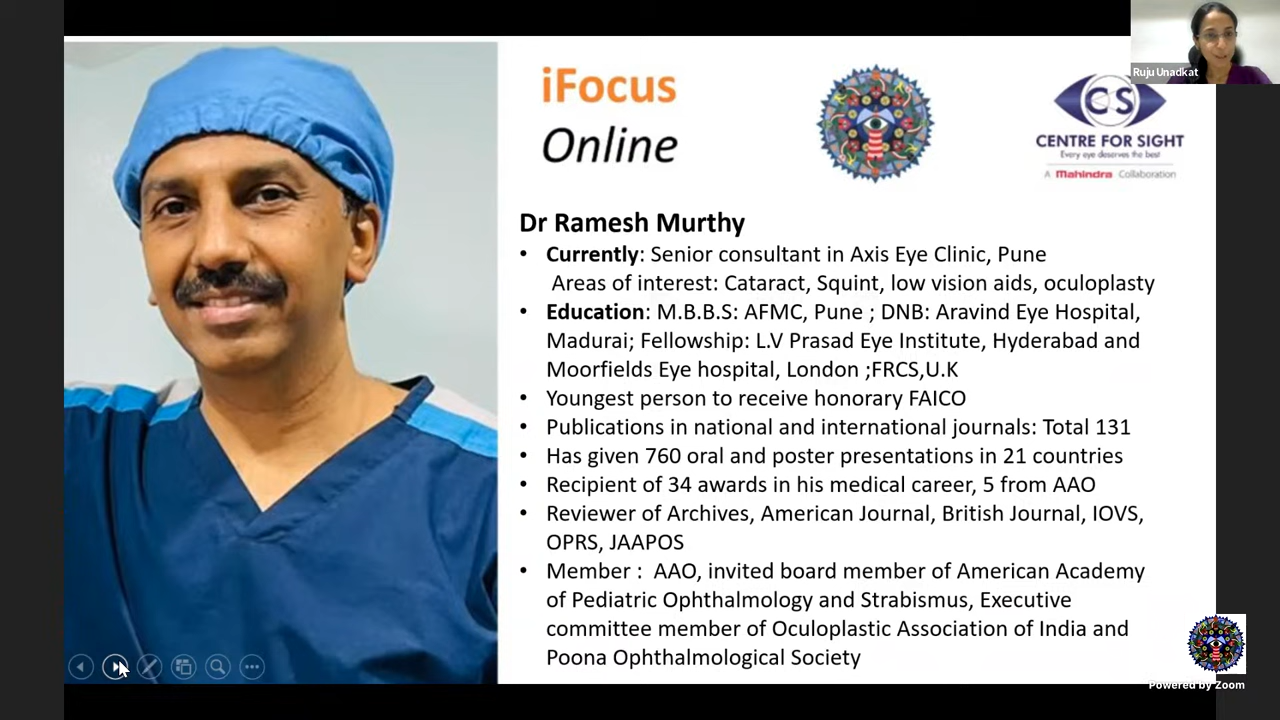 Ruju Unadkat
iFocus
Online
CS
CENTRE FOR SIGHT
Every eye deserves the best
A Mahindra Collaboration
Dr Ramesh Murthy
• Currently: Senior consultant in Axis Eye Clinic, Pune
Areas of interest: Cataract, Squint, low vision aids, oculoplasty
• Education: M.B.B.S: AFMC, Pune ; DNB: Aravind Eye Hospital,
Madurai; Fellowship: L.V Prasad Eye Institute, Hyderabad and
Moorfields Eye hospital, London ;FRCS,U.K
• Youngest person to receive honorary FAICO
• Publications in national and international journals: Total 131
• Has given 760 oral and poster presentations in 21 countries
• Recipient of 34 awards in his medical career, 5 from AAO
• Reviewer of Archives, American Journal, British Journal, IOVS,
OPRS, JAAPOS
• Member : AAO, invited board member of American Academy
of Pediatric Ophthalmology and Strabismus, Executive
committee member of Oculoplastic Association of India and
Poona Ophthalmological Society
Powered by Zoom